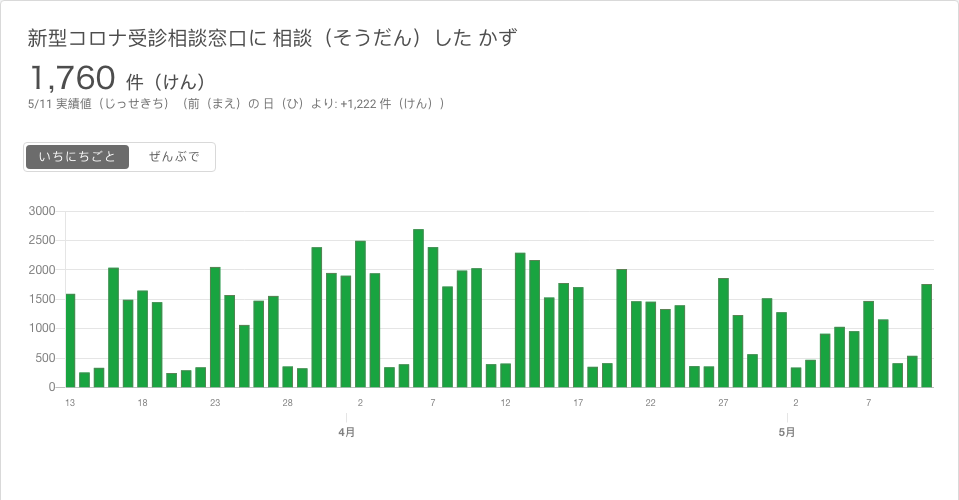 新型コロナ受診相談窓口に 相談（そうだん）した かず
1,760 件（けん）
5/11 実績値（じっせきち）（前（まえ）の 日（ひ）より: +1,222 件（けん））
いちにちごと ぜんぶで
3000
2500
2000
1500
1000
500
0
13 18 23 28 2 7 12 17 22 27 2 7
4月 5月